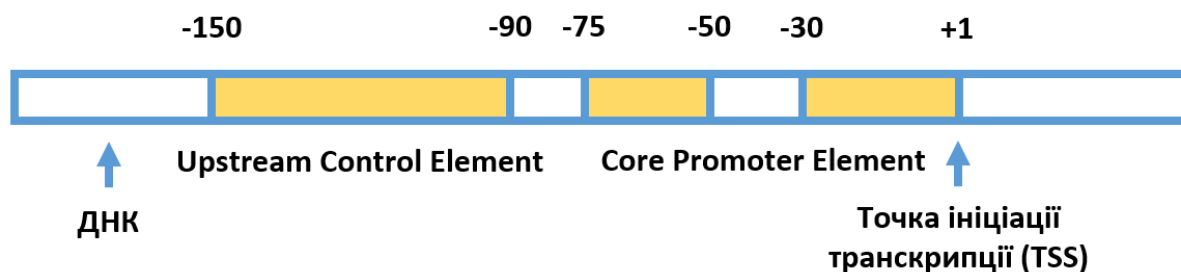 -150 -90 -75 -50 -30 +1
Upstream Control Element Core Promoter Element
ДНК
Точка ініціації
транскрипції (TSS)